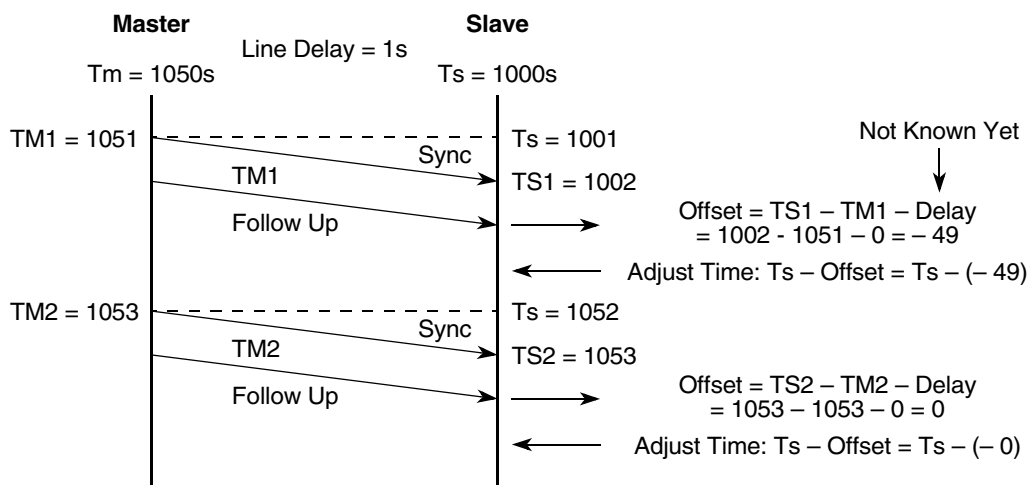 Master
Slave
Line Delay = 1s
Tm = 1050s
Ts = 1000s
TM1 = 1051
Ts = 1001
Not Known Yet
Sync
TM1
TS1 = 1002
Follow Up
Offset = TS1 – TM1 – Delay
= 1002 - 1051 – 0 = – 49
Adjust Time: Ts – Offset = Ts – (– 49)
TM2 = 1053
Ts = 1052
Sync
TM2
TS2 = 1053
Follow Up
Offset = TS2 – TM2 – Delay
= 1053 – 1053 – 0 = 0
Adjust Time: Ts – Offset = Ts – (– 0)